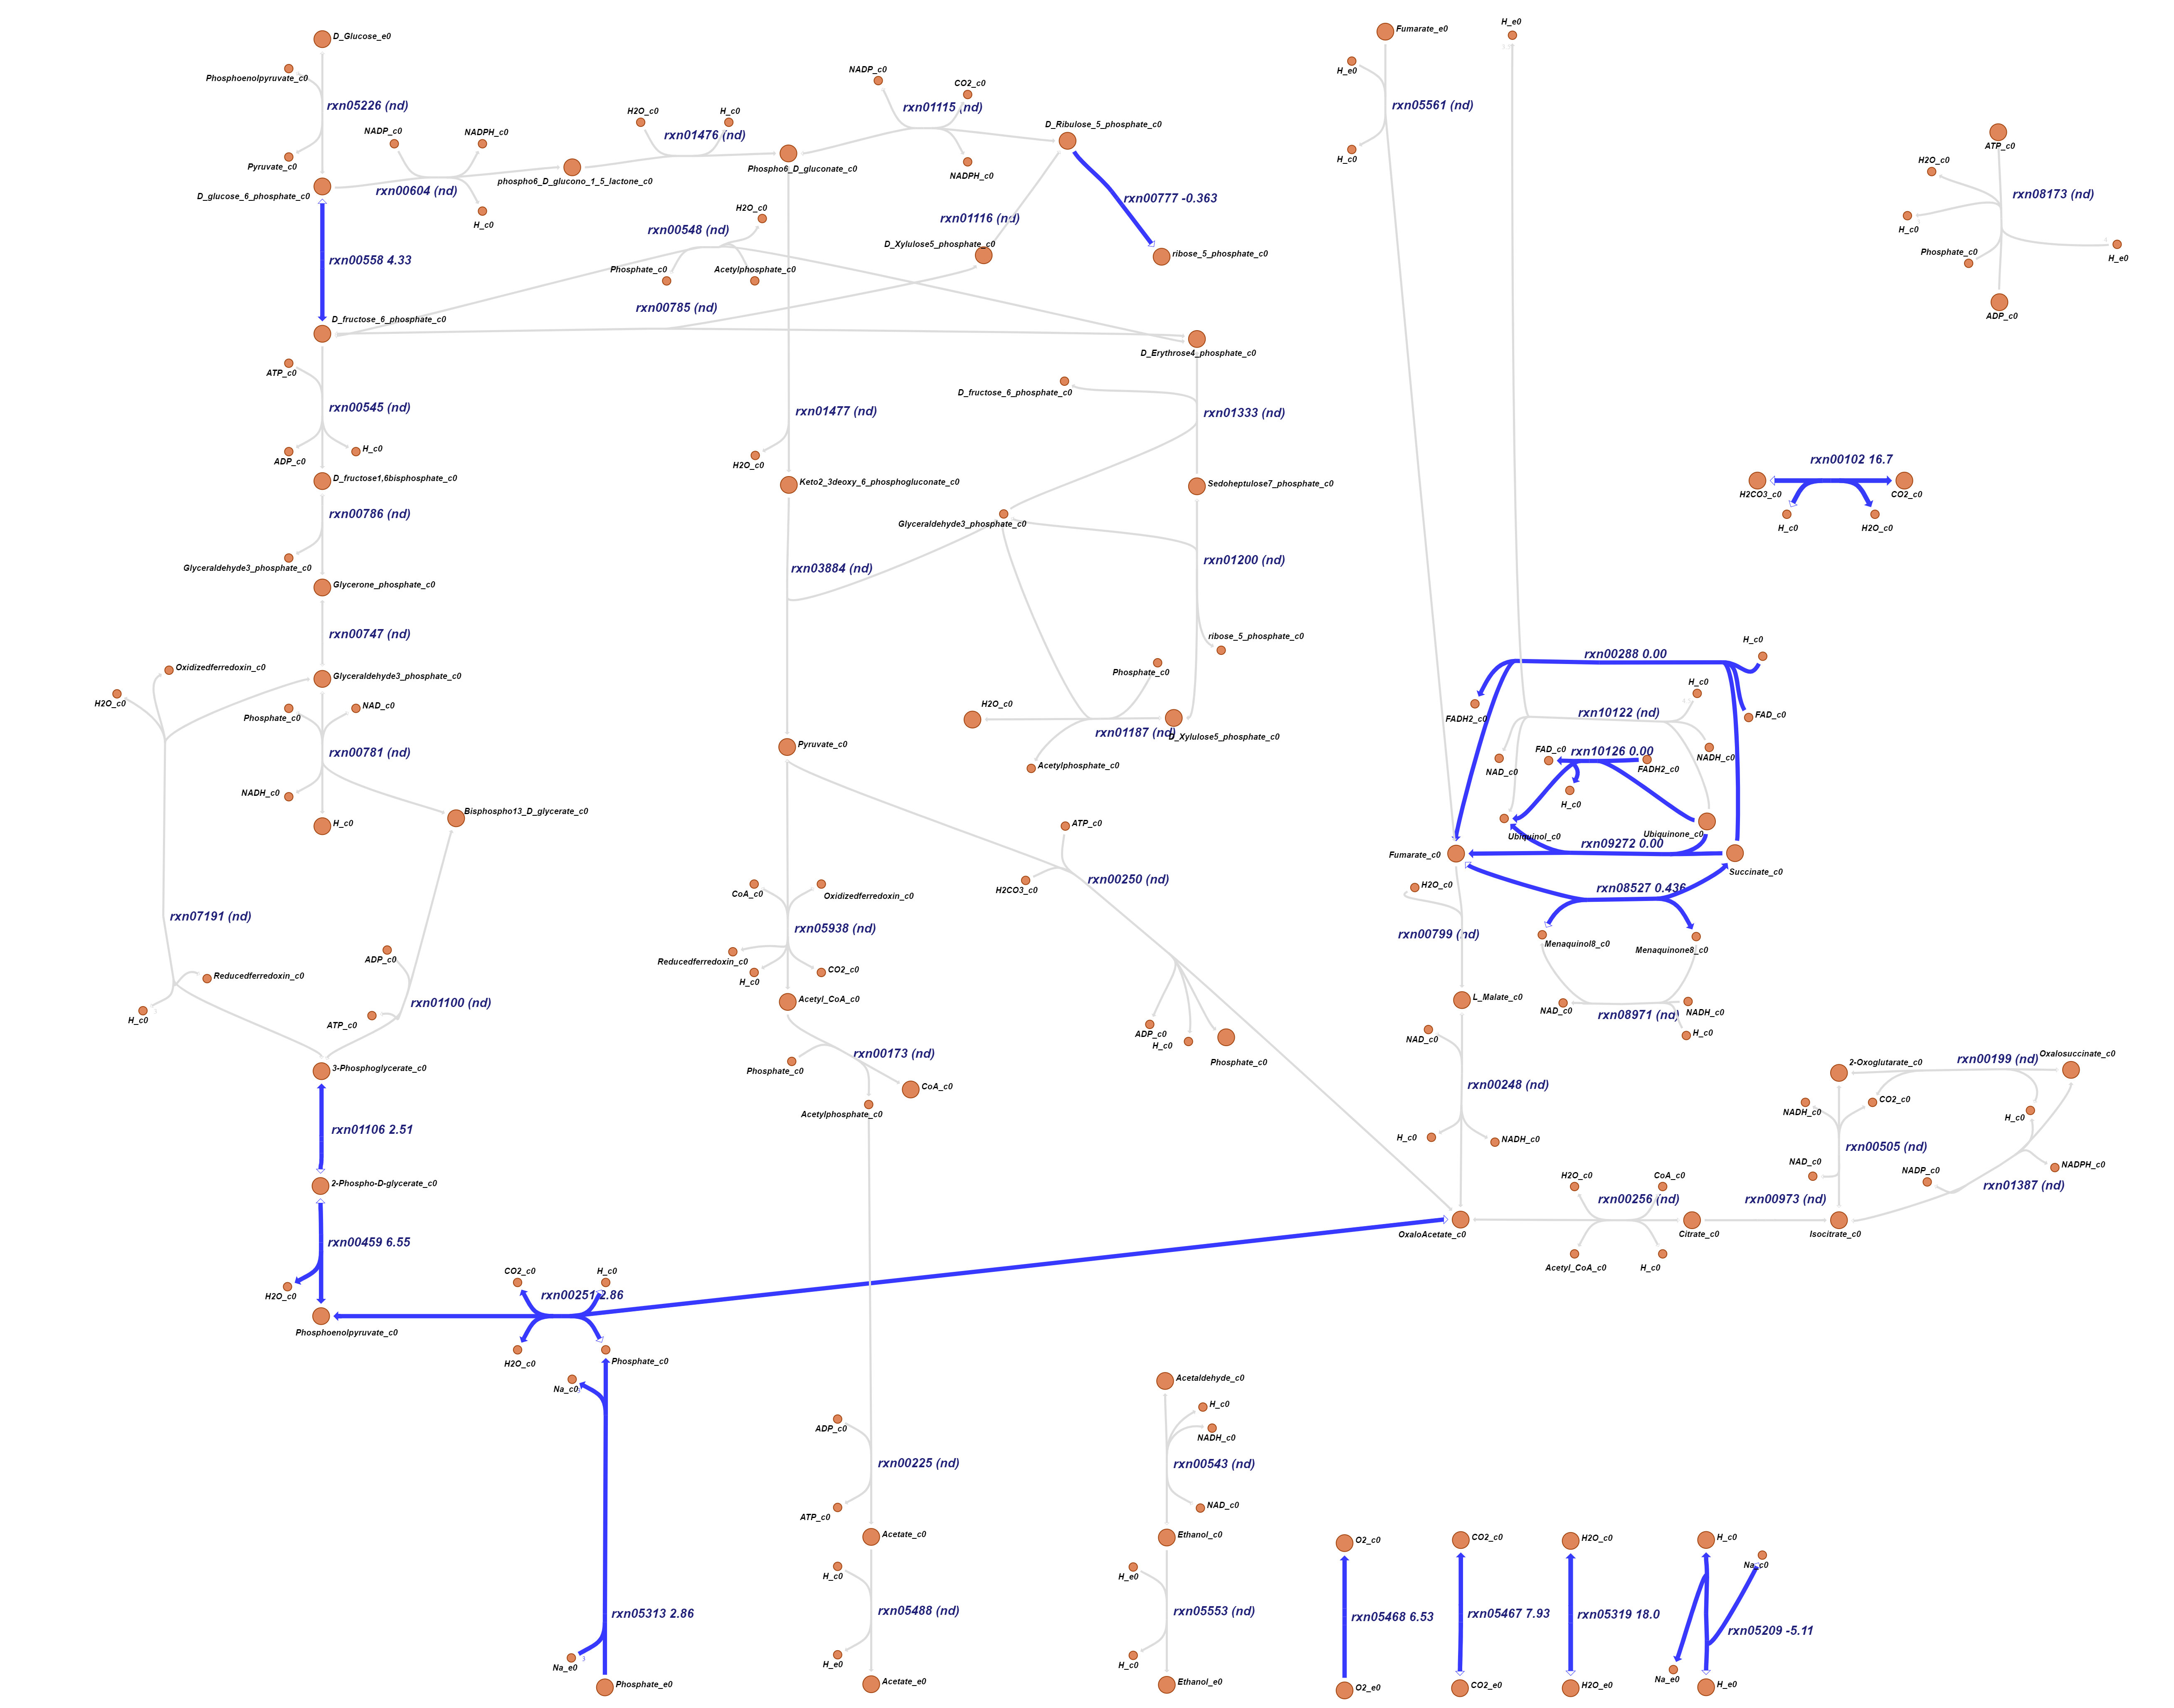 D_Glucose_e0
Phosphoenolpyruvate_c0
rxn05226 (nd)
Pyruvate_c0
D_glucose_6_phosphate_c0
NADP_c0
NADPH_c0
rxn00604 (nd)
H_c0
phospho6_D_glucono_1_5_lactone_c0
H2O_c0
H_c0
rxn01476 (nd)
Phospho6_D_gluconate_c0
NADP_c0
CO2_c0
rxn01115 (nd)
NADPH_c0
D_Ribulose_5_phosphate_c0
rxn00777 -0.363
ribose_5_phosphate_c0
rxn01116 (nd)
D_Xylulose5_phosphate_c0
H2O_c0
rxn00548 (nd)
Phosphate_c0
Acetylphosphate_c0
rxn00785 (nd)
rxn00558 4.33
D_fructose_6_phosphate_c0
D_Erythrose4_phosphate_c0
ATP_c0
rxn00545 (nd)
ADP_c0
H_c0
D_fructose1,6bisphosphate_c0
rxn00786 (nd)
Glyceraldehyde3_phosphate_c0
Glycerone_phosphate_c0
rxn00747 (nd)
Oxidizedferredoxin_c0
H2O_c0
Glyceraldehyde3_phosphate_c0
Phosphate_c0
NAD_c0
rxn00781 (nd)
NADH_c0
H_c0
Bisphospho13_D_glycerate_c0
rxn07191 (nd)
Reducedferredoxin_c0
H_c0
ADP_c0
rxn01100 (nd)
ATP_c0
3-Phosphoglycerate_c0
rxn01106 2.51
2-Phospho-D-glycerate_c0
rxn00459 6.55
H2O_c0
Phosphoenolpyruvate_c0
CO2_c0
H_c0
rxn00251 2.86
H2O_c0
Phosphate_c0
Na_c0
rxn05313 2.86
Na_e0
Phosphate_e0
rxn01477 (nd)
H2O_c0
Keto2_3deoxy_6_phosphogluconate_c0
rxn03884 (nd)
Pyruvate_c0
D_fructose_6_phosphate_c0
rxn01333 (nd)
Sedoheptulose7_phosphate_c0
Glyceraldehyde3_phosphate_c0
rxn01200 (nd)
ribose_5_phosphate_c0
Phosphate_c0
H2O_c0
rxn01187 (nd)
D_Xylulose5_phosphate_c0
Acetylphosphate_c0
ATP_c0
H2CO3_c0
rxn00250 (nd)
ADP_c0
H_c0
Phosphate_c0
CoA_c0
Oxidizedferredoxin_c0
rxn05938 (nd)
Reducedferredoxin_c0
H_c0
CO2_c0
Acetyl_CoA_c0
rxn00173 (nd)
Phosphate_c0
CoA_c0
Acetylphosphate_c0
ADP_c0
rxn00225 (nd)
ATP_c0
Acetate_c0
H_c0
rxn05488 (nd)
H_e0
Acetate_e0
Acetaldehyde_c0
H_c0
NADH_c0
rxn00543 (nd)
NAD_c0
Ethanol_c0
H_e0
rxn05553 (nd)
H_c0
Ethanol_e0
Fumarate_e0
H_e0
H_e0
rxn05561 (nd)
H_c0
ATP_c0
H2O_c0
rxn08173 (nd)
H_c0
Phosphate_c0
H_e0
ADP_c0
rxn00102 16.7
H2CO3_c0
CO2_c0
H_c0
H2O_c0
H_c0
rxn00288 0.00
H_c0
FADH2_c0
rxn10122 (nd)
FAD_c0
FAD_c0
rxn10126 0.00
NADH_c0
NAD_c0
FADH2_c0
H_c0
Ubiquinol_c0
Ubiquinone_c0
rxn09272 0.00
Fumarate_c0
Succinate_c0
H2O_c0
rxn08527 0.436
rxn00799 (nd)
Menaquinol8_c0
Menaquinone8_c0
L_Malate_c0
NAD_c0
NADH_c0
rxn08971 (nd)
H_c0
NAD_c0
rxn00248 (nd)
H_c0
NADH_c0
OxaloAcetate_c0
H2O_c0
CoA_c0
rxn00256 (nd)
Acetyl_CoA_c0
H_c0
Citrate_c0
rxn00973 (nd)
Isocitrate_c0
2-Oxoglutarate_c0
rxn00199 (nd)
Oxalosuccinate_c0
NADH_c0
CO2_c0
H_c0
rxn00505 (nd)
NAD_c0
NADP_c0
NADPH_c0
rxn01387 (nd)
O2_c0
rxn05468 6.53
O2_e0
CO2_c0
rxn05467 7.93
CO2_e0
H2O_c0
rxn05319 18.0
H2O_e0
H_c0
Na_c0
rxn05209 -5.11
Na_e0
H_e0